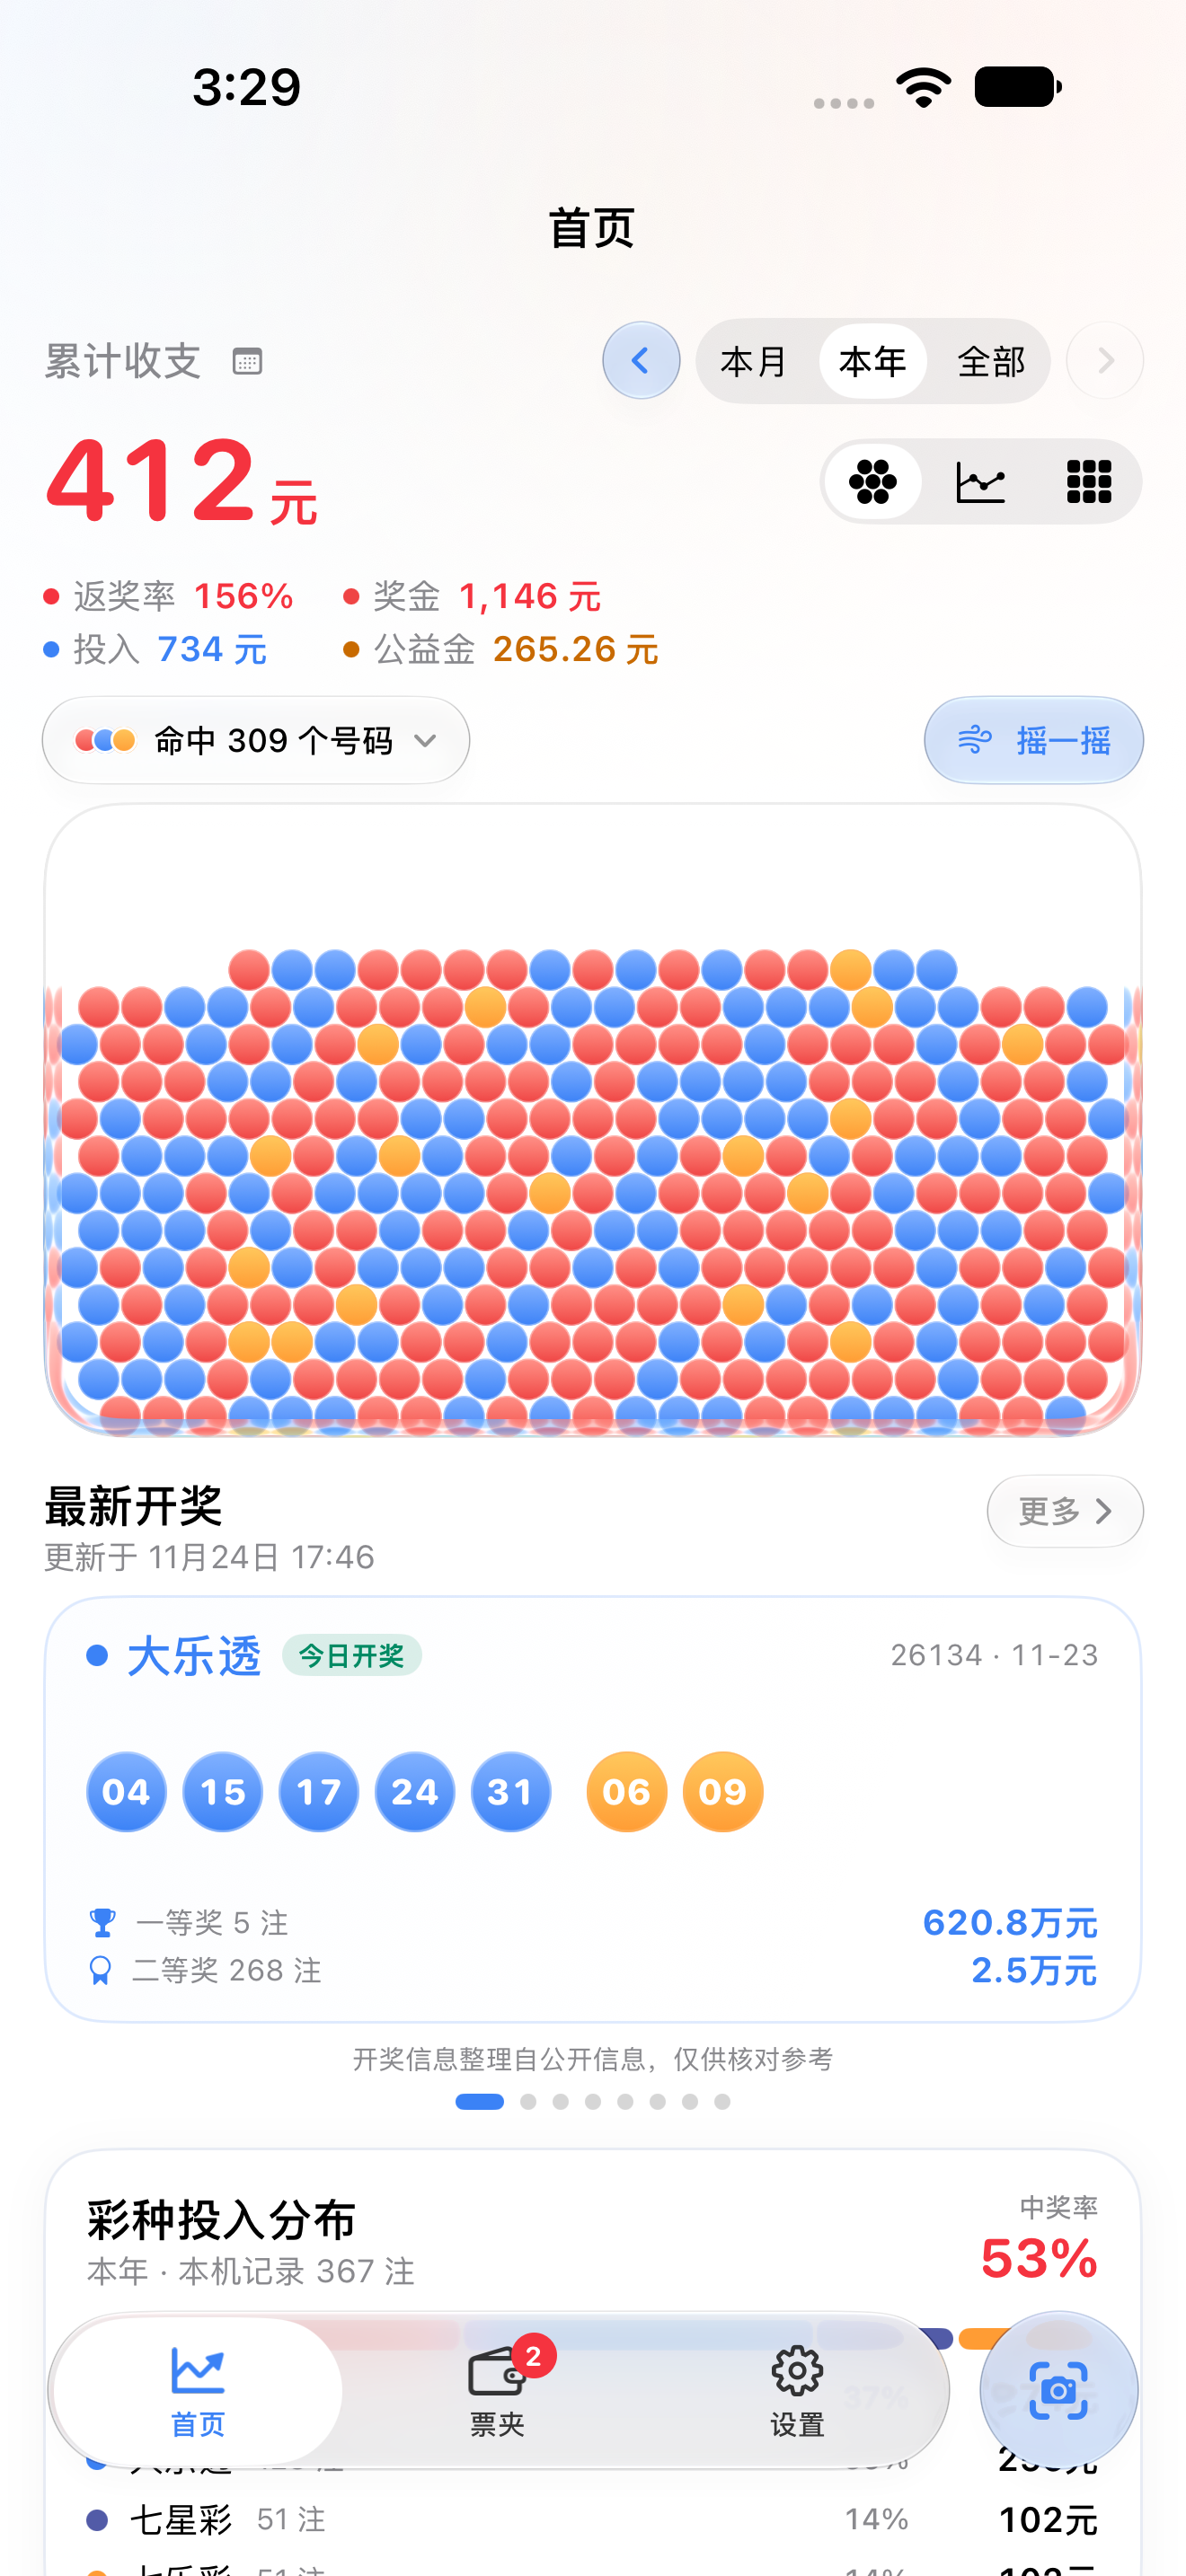 3:29
首页
累计收支
本月 本年 全部
412 元
返奖率 156% 奖金 1,146 元
投入 734 元 公益金 265.26 元
命中 309 个号码
摇一摇
最新开奖
更多
更新于 11月24日 17:46
大乐透 今日开奖 26134 · 11-23
04 15 17 24 31 06 09
一等奖 5 注 620.8万元
二等奖 268 注 2.5万元
开奖信息整理自公开信息，仅供核对参考
彩种投入分布 中奖率
53%
本年 · 本机记录 367 注
2
37%
首页 票夹 设置
七星彩 51 注 14% 102元